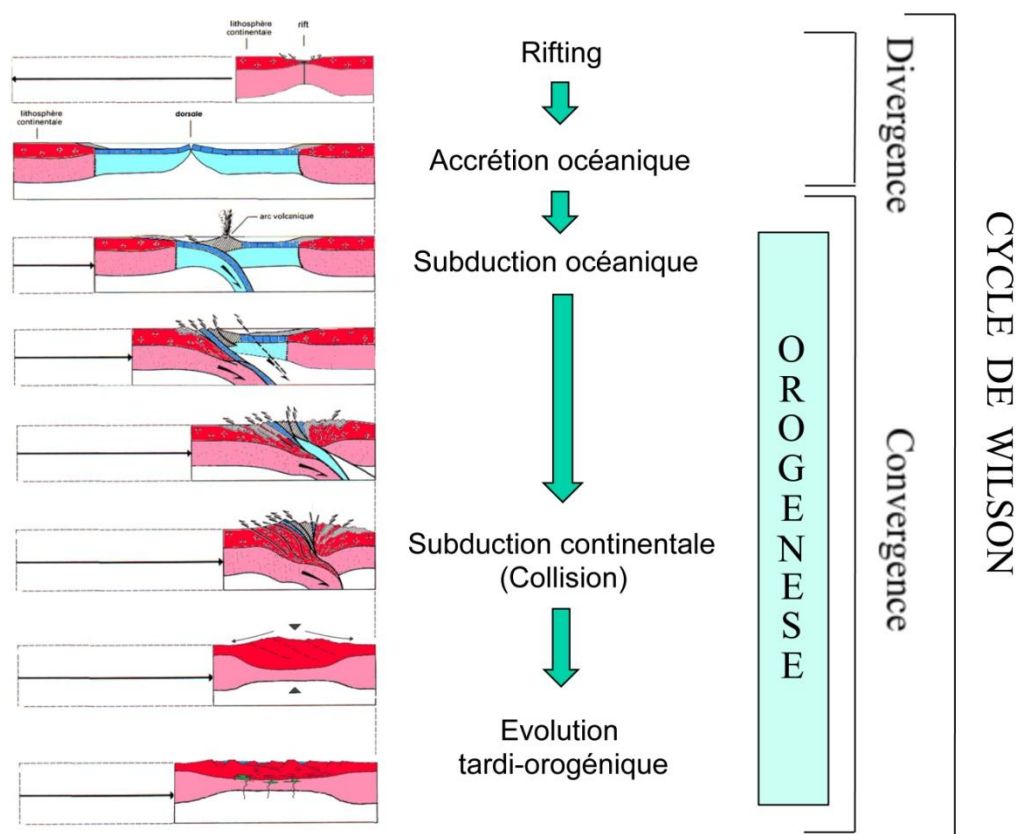 lithosphère
continentale
rift
lithosphère
continentale
dorsale
arc volcanique
Rifting
Accrétion océanique
Subduction océanique
Subduction continentale
(Collision)
Evolution
tardi-orogénique
OROGENESE
Divergence
Convergence
CYCLE DE WILSON